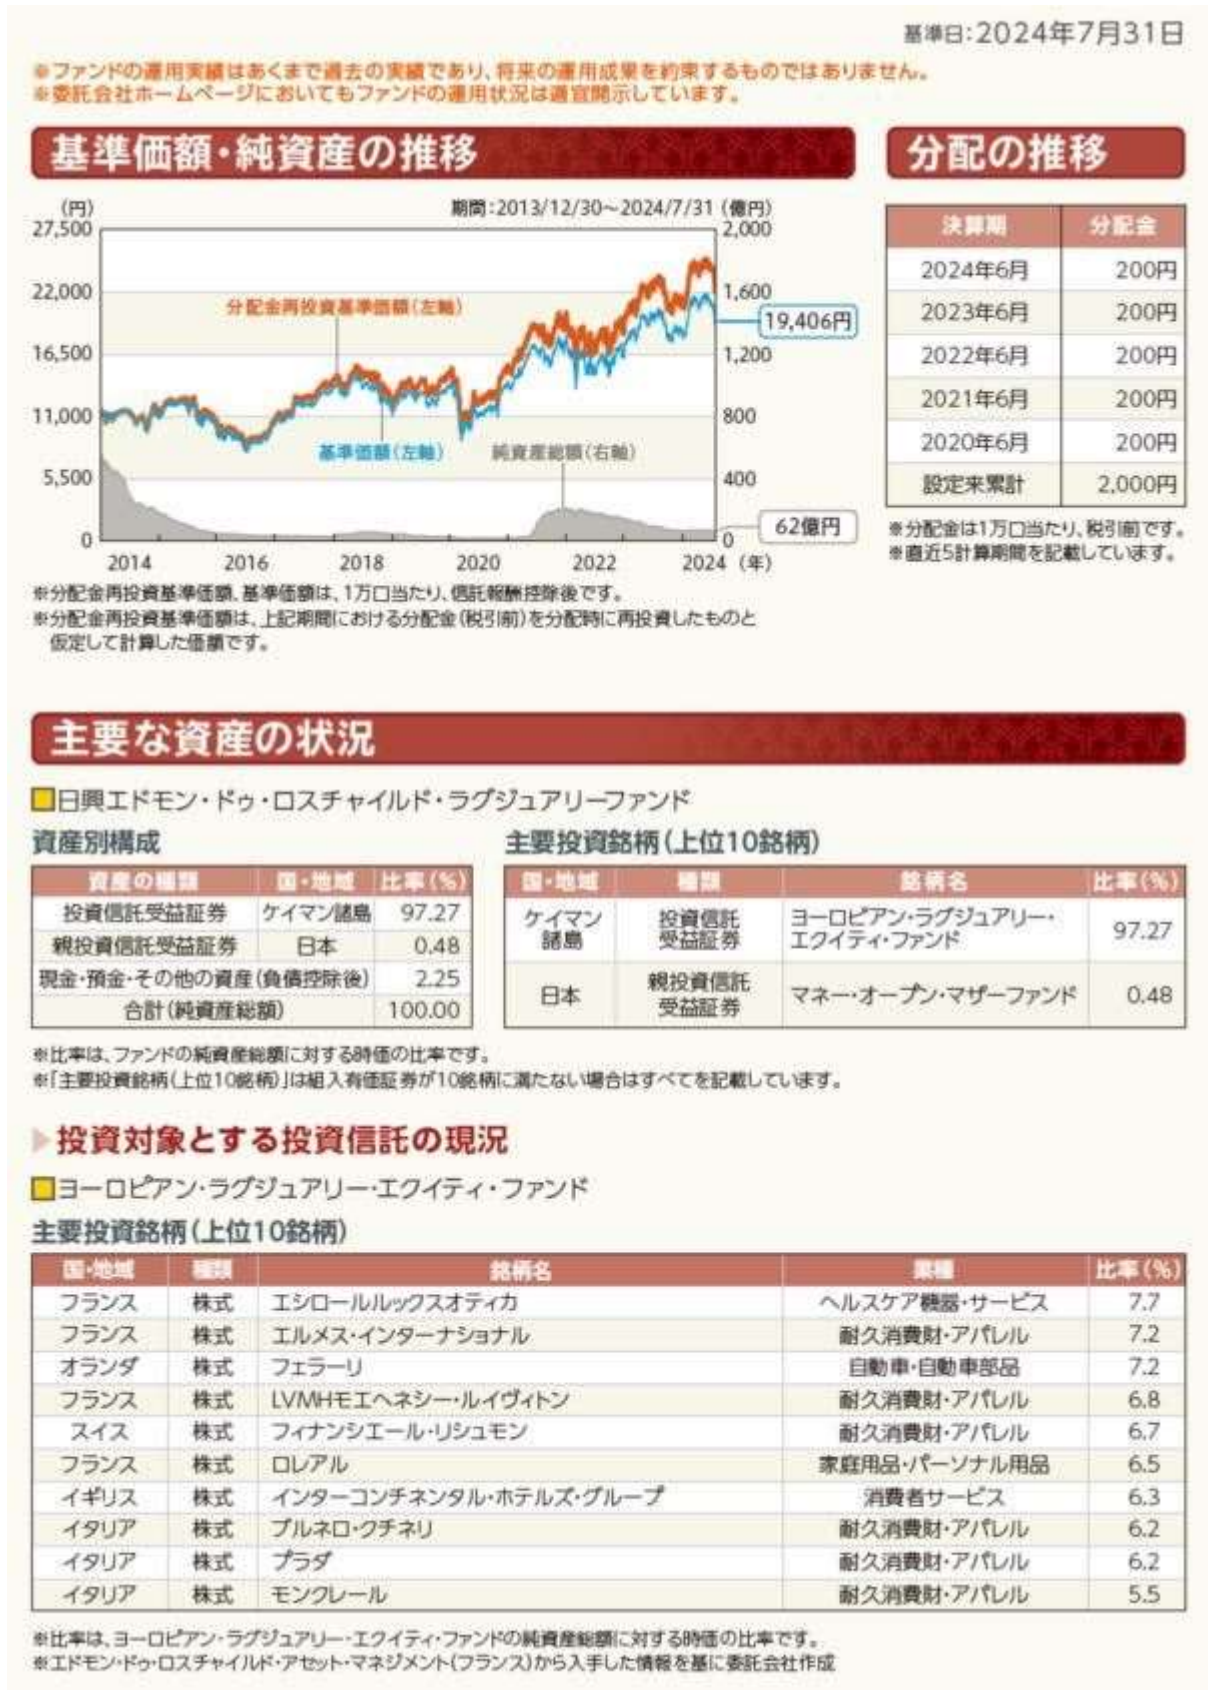 基準日:2024年7月31日
※ファンドの運用実績はあくまで過去の実績であり、将来の運用成果を約束するものではありません。
※委託会社ホームページにおいてもファンドの運用状況は適宜開示しています。
基準価額・純資産の推移
(円)
期間:2013/12/30～2024/7/31 (億円)
27,500
2,000
22,000
1,600
分配金再投資基準価額(左軸)
19,406円
16,500
1,200
11,000
800
基準価額(左軸)
純資産総額(右軸)
5,500
400
62億円
0
0
2014 2016 2018 2020 2022 2024 (年)
※分配金再投資基準価額、基準価額は、1万口当たり、信託報酬控除後です。
※分配金再投資基準価額は、上記期間における分配金(税引前)を分配時に再投資したものと
仮定して計算した価額です。
分配の推移
決算期 分配金
2024年6月 200円
2023年6月 200円
2022年6月 200円
2021年6月 200円
2020年6月 200円
設定来累計 2,000円
※分配金は1万口当たり、税引前です。
※直近5計算期間を記載しています。
主要な資産の状況
日興エドモン・ドゥ・ロスチャイルド・ラグジュアリーファンド
資産別構成
資産の種類 国・地域 比率(%)
投資信託受益証券 ケイマン諸島 97.27
親投資信託受益証券 日本 0.48
現金・預金・その他の資産(負債控除後) 2.25
合計(純資産総額) 100.00
主要投資銘柄(上位10銘柄)
国・地域 種類 銘柄名 比率(%)
ケイマン 投資信託 ヨーロピアン・ラグジュアリー・
諸島 受益証券 エクイティ・ファンド 97.27
日本 親投資信託 マネー・オープン・マザーファンド 0.48
受益証券
※比率は、ファンドの純資産総額に対する時価の比率です。
※「主要投資銘柄(上位10銘柄)」は組入有価証券が10銘柄に満たない場合はすべてを記載しています。
投資対象とする投資信託の現況
ヨーロピアン・ラグジュアリー・エクイティ・ファンド
主要投資銘柄(上位10銘柄)
国・地域 種類 銘柄名 業種 比率(%)
フランス 株式 エシロールルックスオティカ ヘルスケア機器・サービス 7.7
フランス 株式 エルメス・インターナショナル 耐久消費財・アパレル 7.2
オランダ 株式 フェラーリ 自動車・自動車部品 7.2
フランス 株式 LVMHモエヘネシー・ルイヴィトン 耐久消費財・アパレル 6.8
スイス 株式 フィナンシエール・リシュモン 耐久消費財・アパレル 6.7
フランス 株式 ロレアル 家庭用品・パーソナル用品 6.5
イギリス 株式 インターコンチネンタル・ホテルズ・グループ 消費者サービス 6.3
イタリア 株式 ブルネロ・クチネリ 耐久消費財・アパレル 6.2
イタリア 株式 プラダ 耐久消費財・アパレル 6.2
イタリア 株式 モンクレール 耐久消費財・アパレル 5.5
※比率は、ヨーロピアン・ラグジュアリー・エクイティ・ファンドの純資産総額に対する時価の比率です。
※エドモン・ドゥ・ロスチャイルド・アセット・マネジメント(フランス)から入手した情報を基に委託会社作成